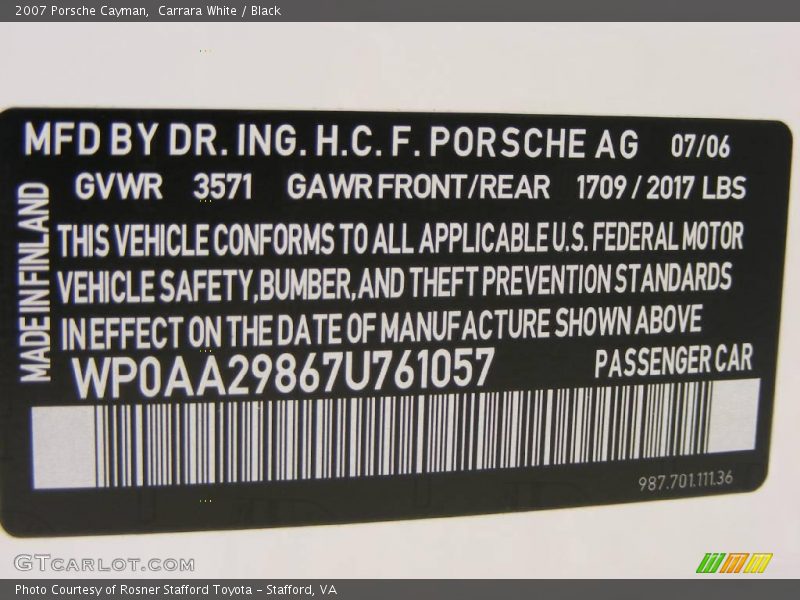 2007 Porsche Cayman,  Carrara White / Black
MFD BY DR. ING. H.C. F. PORSCHE AG 07/06
GVWR 3571 GAWR FRONT/REAR 1709 / 2017 LBS
MADE IN FINLAND
THIS VEHICLE CONFORMS TO ALL APPLICABLE U.S. FEDERAL MOTOR
VEHICLE SAFETY, BUMBER, AND THEFT PREVENTION STANDARDS
IN EFFECT ON THE DATE OF MANUFACTURE SHOWN ABOVE
WP0AA29867U761057 PASSENGER CAR
987.701.111.36
GTCARLOT.COM
Photo Courtesy of Rosner Stafford Toyota - Stafford, VA